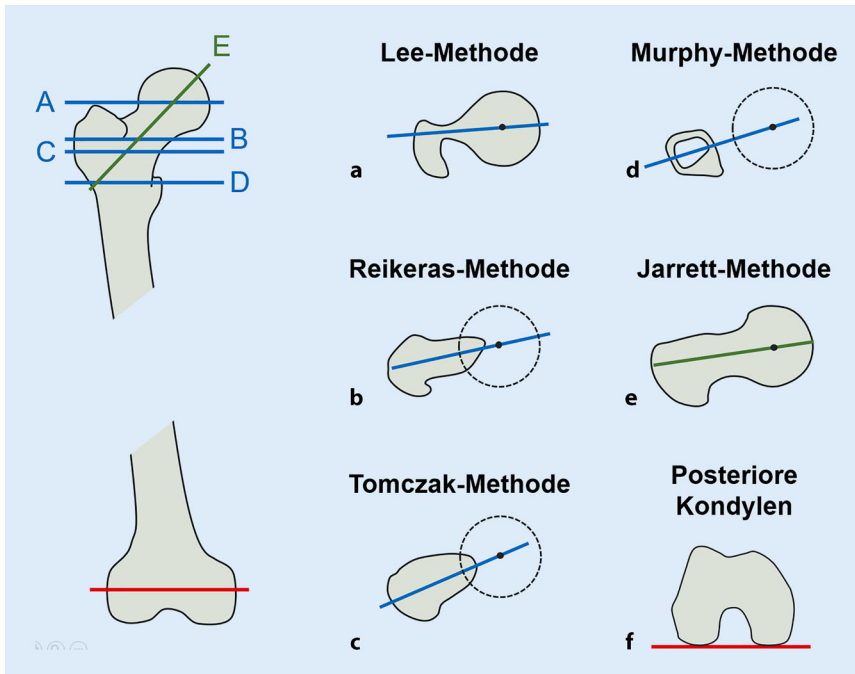 E
A
B
C
D
Lee-Methode
a
Murphy-Methode
d
Reikeras-Methode
b
Jarrett-Methode
e
Tomczak-Methode
c
Posteriore
Kondylen
f